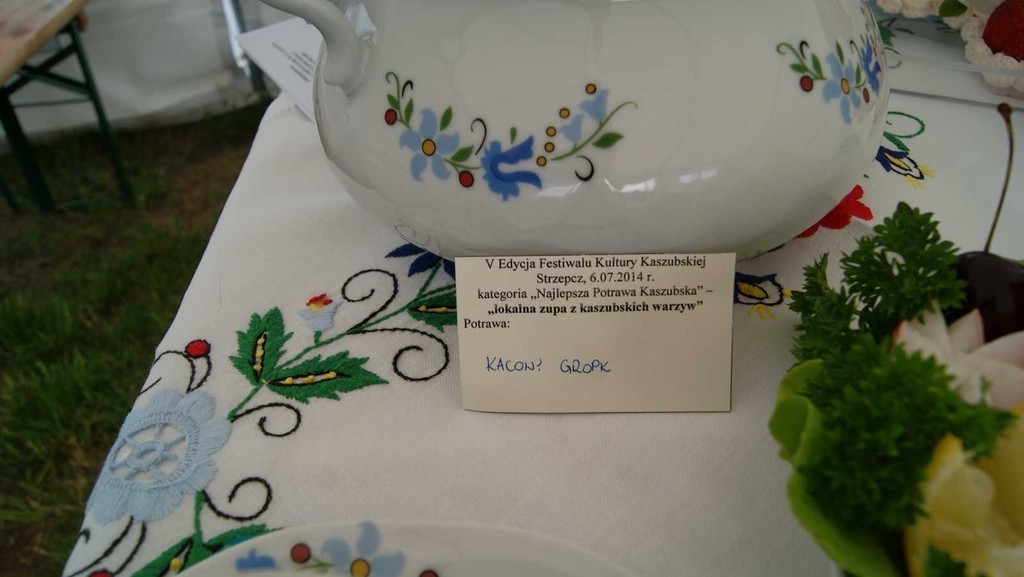 V Edycja Festiwalu Kultury Kaszubskiej
Strzepcz, 6.07.2014 r.
kategoria „Najlepsza Potrawa Kaszubska” –
„lokalna zupa z kaszubskich warzyw”
Potrawa:
KACON! GROPK